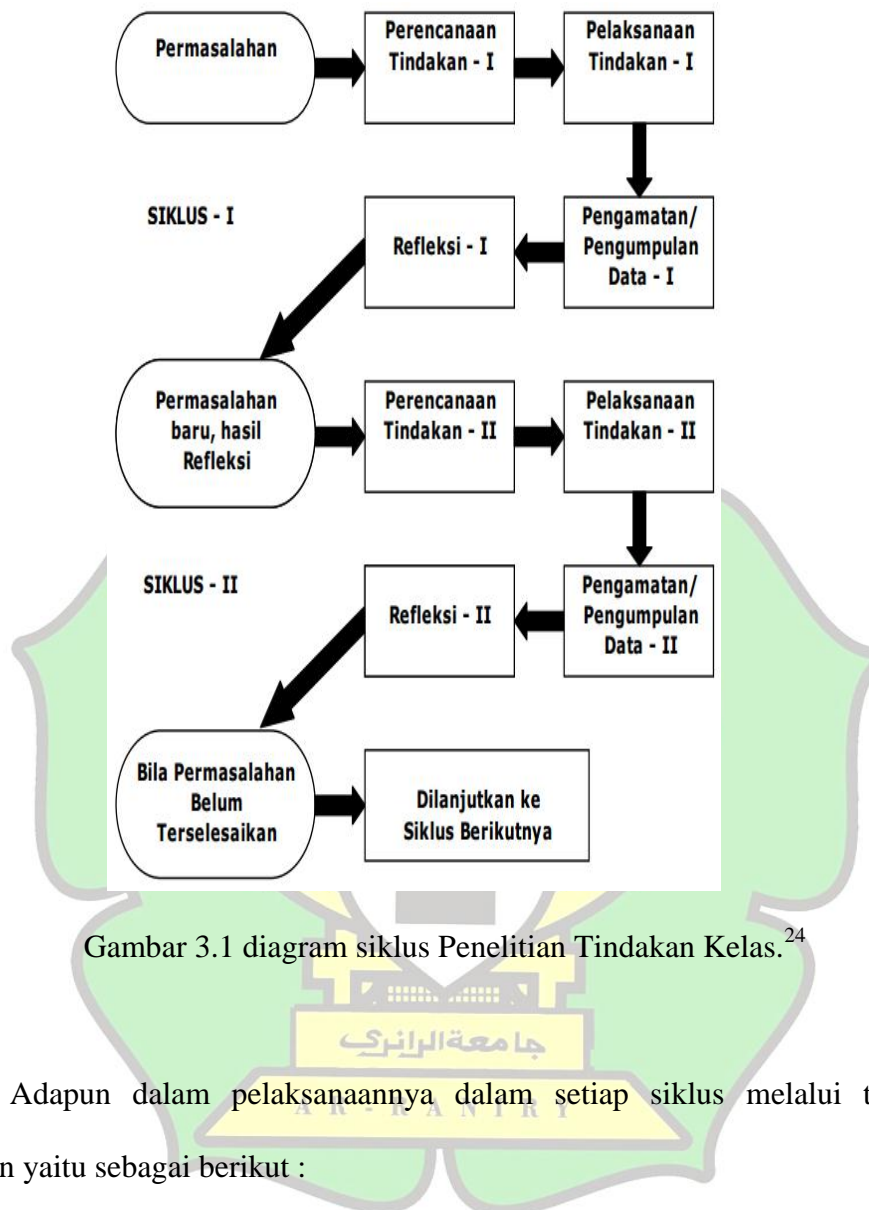 Permasalahan
Perencanaan
Tindakan - I
Pelaksanaan
Tindakan - I
SIKLUS - I
Pengamatan/
Pengumpulan
Data - I
Refleksi - I
Permasalahan
baru, hasil
Refleksi
Perencanaan
Tindakan - II
Pelaksanaan
Tindakan - II
SIKLUS - II
Pengamatan/
Pengumpulan
Data - II
Refleksi - II
Bila Permasalahan
Belum
Terselesaikan
Dilanjutkan ke
Siklus Berikutnya
Gambar 3.1 diagram siklus Penelitian Tindakan Kelas.24
جامعة الرانري
Adapun dalam pelaksanaannya dalam setiap siklus melalui
AR-RANIRY
yaitu sebagai berikut :